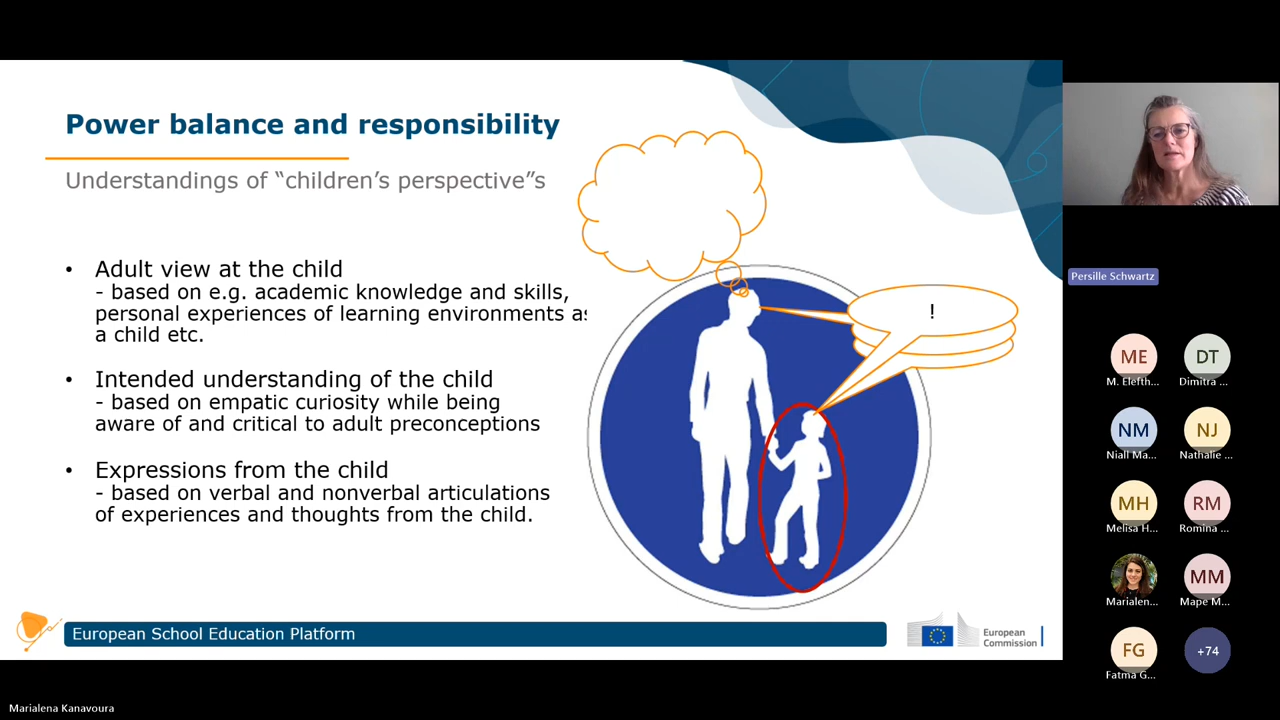 Power balance and responsibility
Understandings of “children’s perspective”s
• Adult view at the child
- based on e.g. academic knowledge and skills,
personal experiences of learning environments as
a child etc.
• Intended understanding of the child
- based on empatic curiosity while being
aware of and critical to adult preconceptions
• Expressions from the child
- based on verbal and nonverbal articulations
of experiences and thoughts from the child.
!
European School Education Platform
European
Commission
Persille Schwartz
ME
M. Elefth...
DT
Dimitra ...
NM
Niall Ma...
NJ
Nathalie ...
MH
Melisa H...
RM
Romina ...
Marialen...
MM
Mape M...
FG
Fatma G...
+74
Marialena Kanavoura